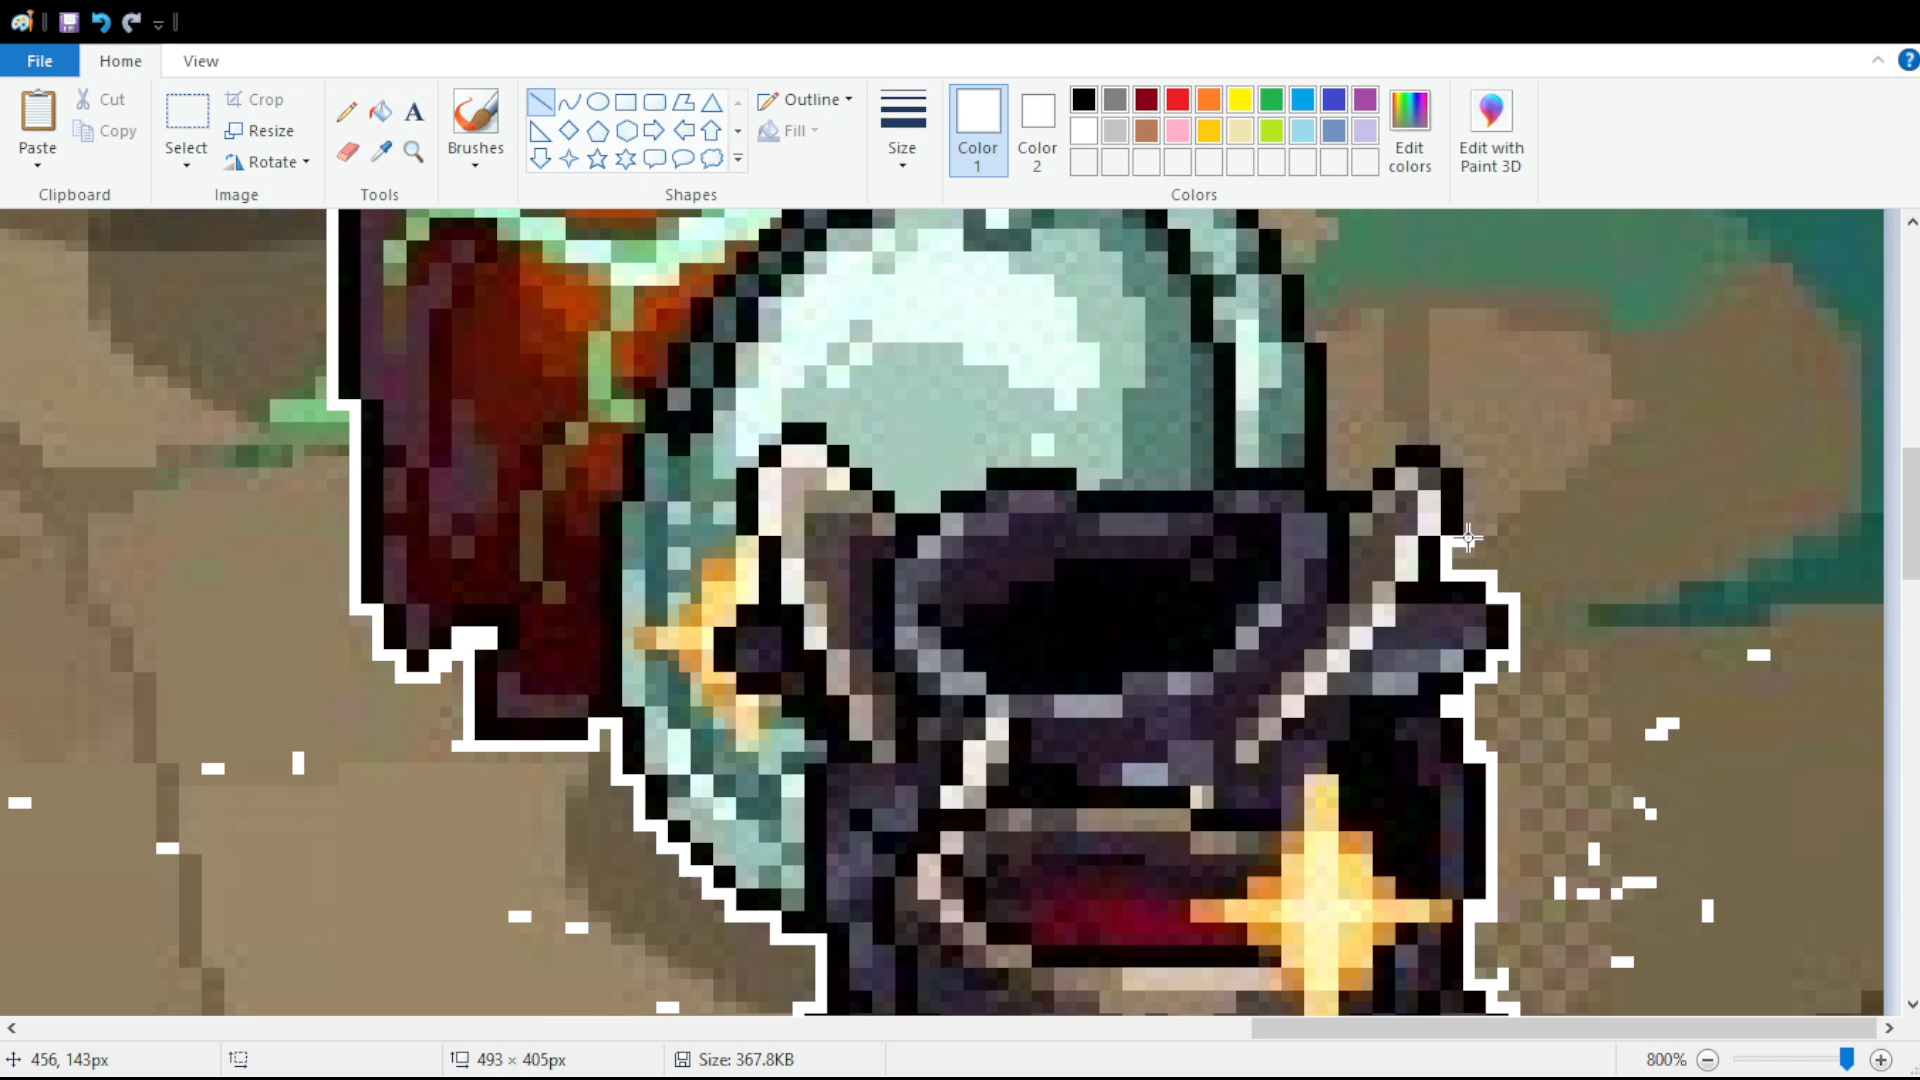 File Home View ?
Paste
Cut
Copy
Clipboard
Select
Crop
Resize
Rotate
Image
A
Tools
Brushes
Shapes
Outline
Fill
Size
Color
1
Color
2
Colors
Edit
colors
Edit with
Paint 3D
456, 143px
493 × 405px
Size: 367.8KB
800%